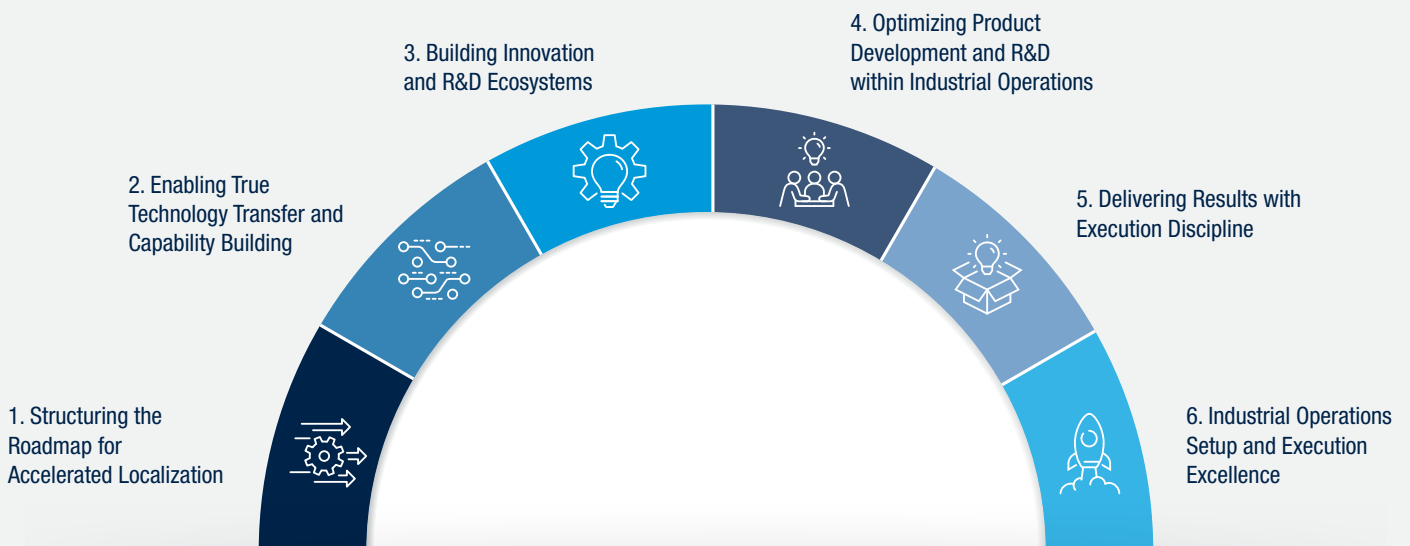 1. Structuring the
Roadmap for
Accelerated Localization
2. Enabling True
Technology Transfer and
Capability Building
3. Building Innovation
and R&D Ecosystems
4. Optimizing Product
Development and R&D
within Industrial Operations
5. Delivering Results with
Execution Discipline
6. Industrial Operations
Setup and Execution
Excellence